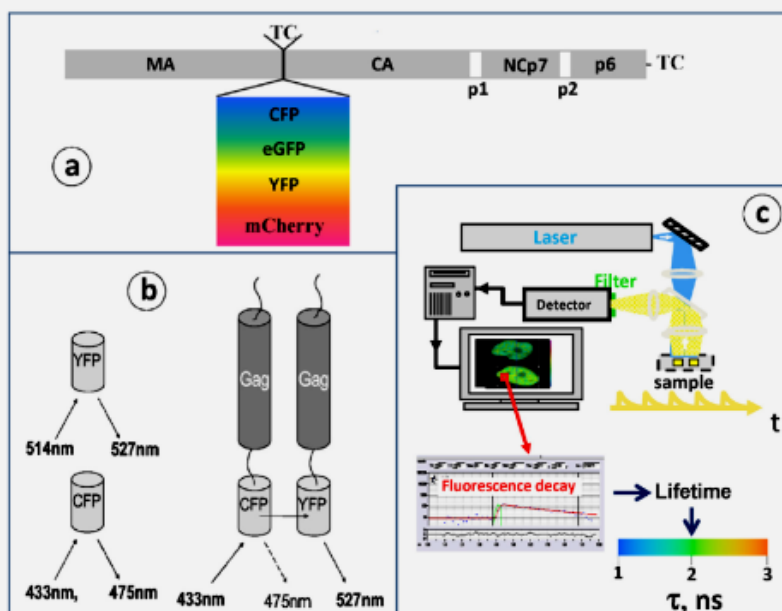 TC
MA
CA
NCp7
p6
- TC
p1
p2
CFP
eGFP
YFP
mCherry
a
b
YFP
514nm
527nm
CFP
433nm,
475nm
Gag
Gag
CFP
YFP
433nm
475nm
527nm
c
Laser
Filter
Detector
sample
t
Fluorescence decay
Lifetime
1
2
3
τ, ns